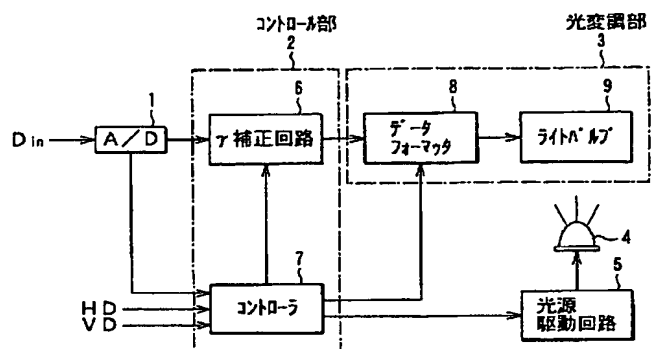 コントロール部
2
光変調部
3
1
6
8
9
Din
A/D
γ補正回路
データ
フォーマッタ
ライトバルブ
4
7
5
HD
VD
コントローラ
光源
駆動回路